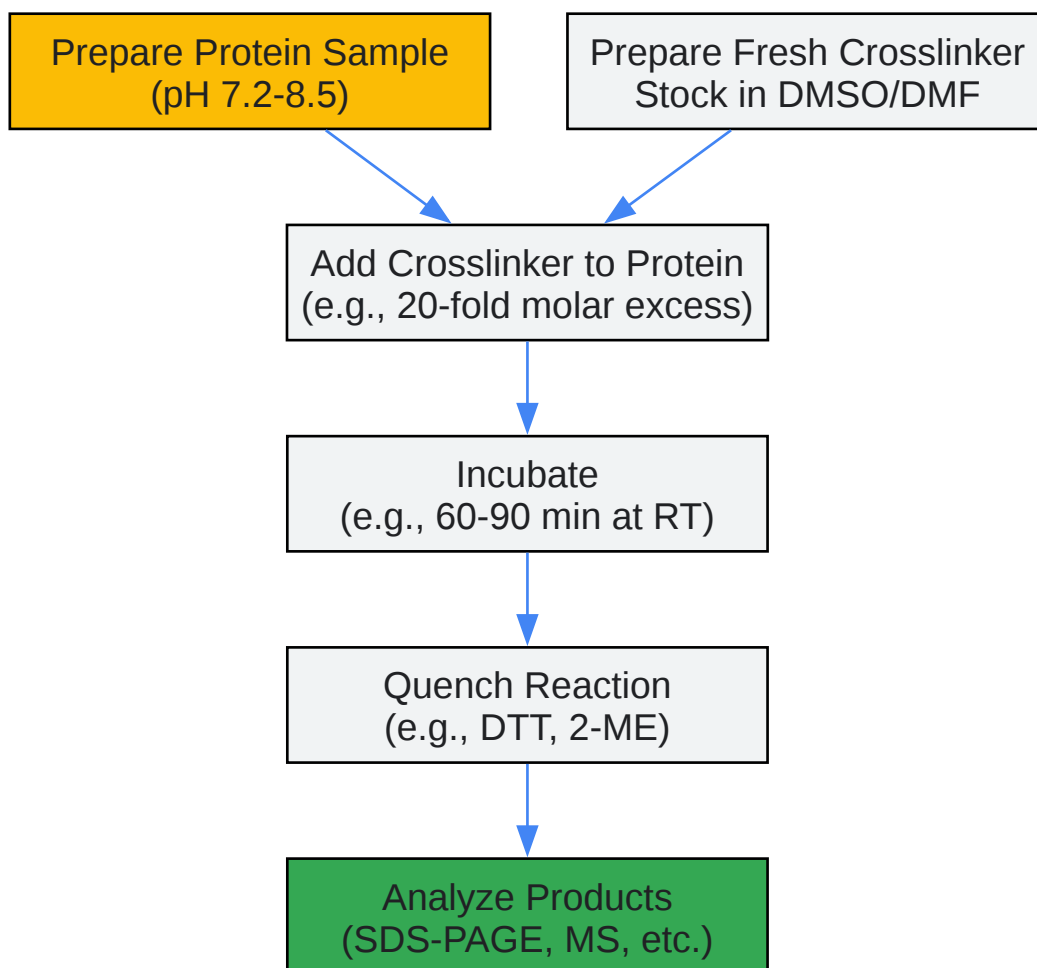 Prepare Protein Sample
(pH 7.2-8.5)
Prepare Fresh Crosslinker
Stock in DMSO/DMF
Add Crosslinker to Protein
(e.g., 20-fold molar excess)
Incubate
(e.g., 60-90 min at RT)
Quench Reaction
(e.g., DTT, 2-ME)
Analyze Products
(SDS-PAGE, MS, etc.)